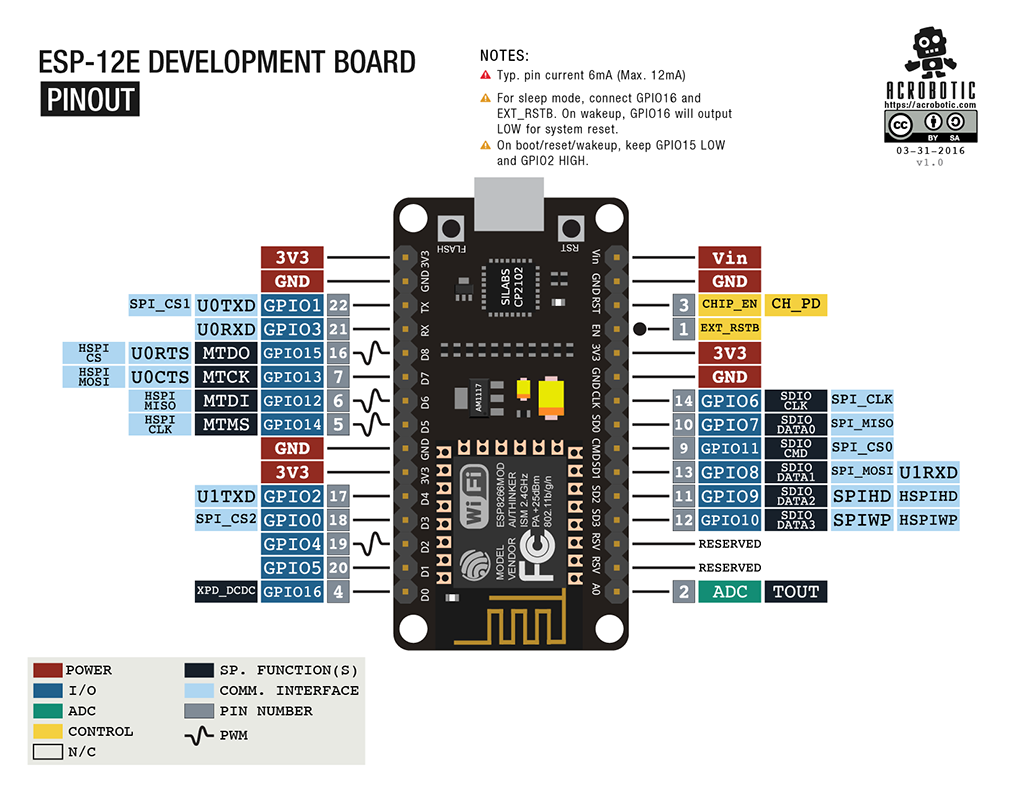 ESP-12E DEVELOPMENT BOARD
PINOUT
NOTES:
Typ. pin current 6mA (Max. 12mA)
For sleep mode, connect GPIO16 and
EXT_RSTB. On wakeup, GPIO16 will output
LOW for system reset.
On boot/reset/wakeup, keep GPIO15 LOW
and GPIO2 HIGH.
ACROBOTIC
https://acrobotic.com
cc BY SA
03-31-2016
v1.0
FLASH
RST
SILABS
CP2102
AM1117
3V3 3V3
GND GND
SPI_CS1 U0TXD GPIO1 22 TX
U0RXD GPIO3 21 RX
HSPI CS U0RTS MTDO GPIO15 16 D8
HSPI MOSI U0CTS MTCK GPIO13 7 D7
HSPI MISO MTDI GPIO12 6 D6
HSPI CLK MTMS GPIO14 5 D5
GND GND
3V3 3V3
U1TXD GPIO2 17 D4
SPI_CS2 GPIO0 18 D3
GPIO4 19 D2
GPIO5 20 D1
XPD_DCDC GPIO16 4 D0
Vin Vin
GND GND
RST 3 CHIP_EN CH_PD
EN 1 EXT_RSTB
3V3 3V3
GND GND
CLK 14 GPIO6 SDIO CLK SPI_CLK
SD0 10 GPIO7 SDIO DATA0 SPI_MISO
CMD 9 GPIO11 SDIO CMD SPI_CS0
SD1 13 GPIO8 SDIO DATA1 SPI_MOSI U1RXD
SD2 11 GPIO9 SDIO DATA2 SPIHD HSPIHD
SD3 12 GPIO10 SDIO DATA3 SPIWP HSPIWP
RSV RESERVED
RSV RESERVED
A0 2 ADC TOUT
WiFi
ESP8266MOD
AI/THINKER
ISM 2.4GHz
PA +25dBm
802.11b/g/n
MODEL
VENDOR
FC
POWER
I/O
ADC
CONTROL
N/C
SP. FUNCTION(S)
COMM. INTERFACE
PIN NUMBER
PWM